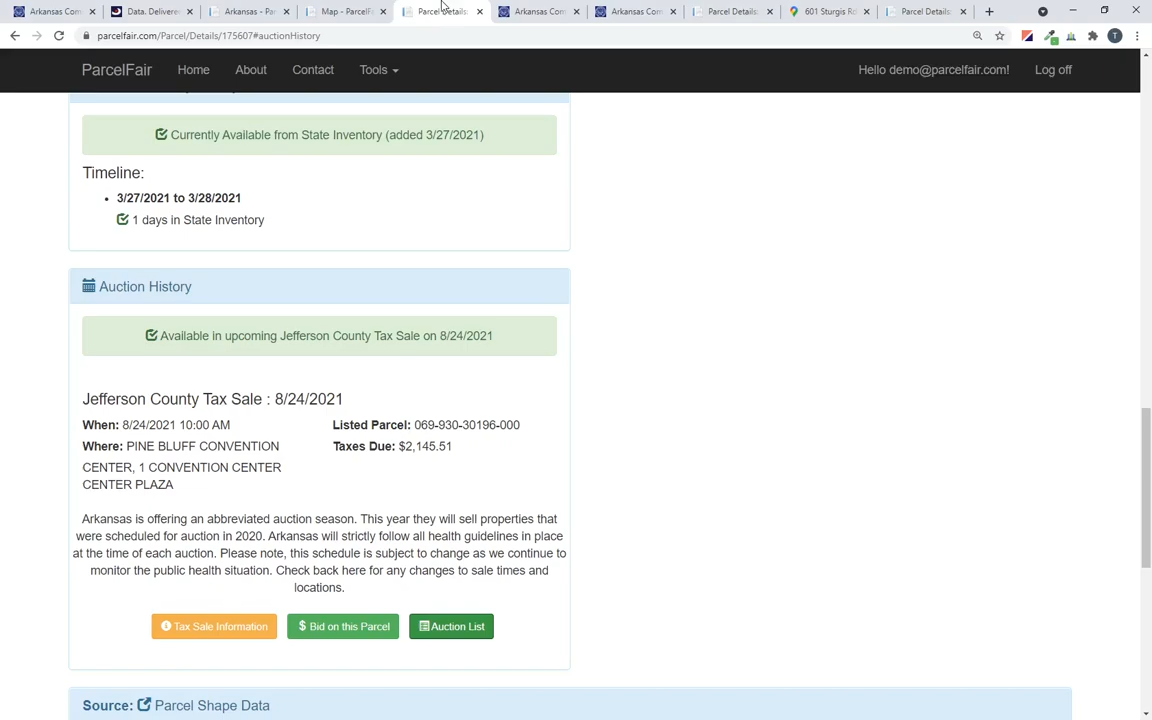 Arkansas Com
Data. Delivered
Arkansas - Par
Map - ParcelF
Parcel Details:
Arkansas Com
Arkansas Com
Parcel Details:
601 Sturgis Ro
Parcel Details:
parcelfair.com/Parcel/Details/175607#auctionHistory
ParcelFair Home About Contact Tools Hello demo@parcelfair.com! Log off
Currently Available from State Inventory (added 3/27/2021)
Timeline:
3/27/2021 to 3/28/2021
1 days in State Inventory
Auction History
Available in upcoming Jefferson County Tax Sale on 8/24/2021
Jefferson County Tax Sale : 8/24/2021
When: 8/24/2021 10:00 AM
Listed Parcel: 069-930-30196-000
Where: PINE BLUFF CONVENTION
CENTER, 1 CONVENTION CENTER
CENTER PLAZA
Taxes Due: $2,145.51
Arkansas is offering an abbreviated auction season. This year they will sell properties that
were scheduled for auction in 2020. Arkansas will strictly follow all health guidelines in place
at the time of each auction. Please note, this schedule is subject to change as we continue to
monitor the public health situation. Check back here for any changes to sale times and
locations.
Tax Sale Information
$ Bid on this Parcel
Auction List
Source: Parcel Shape Data